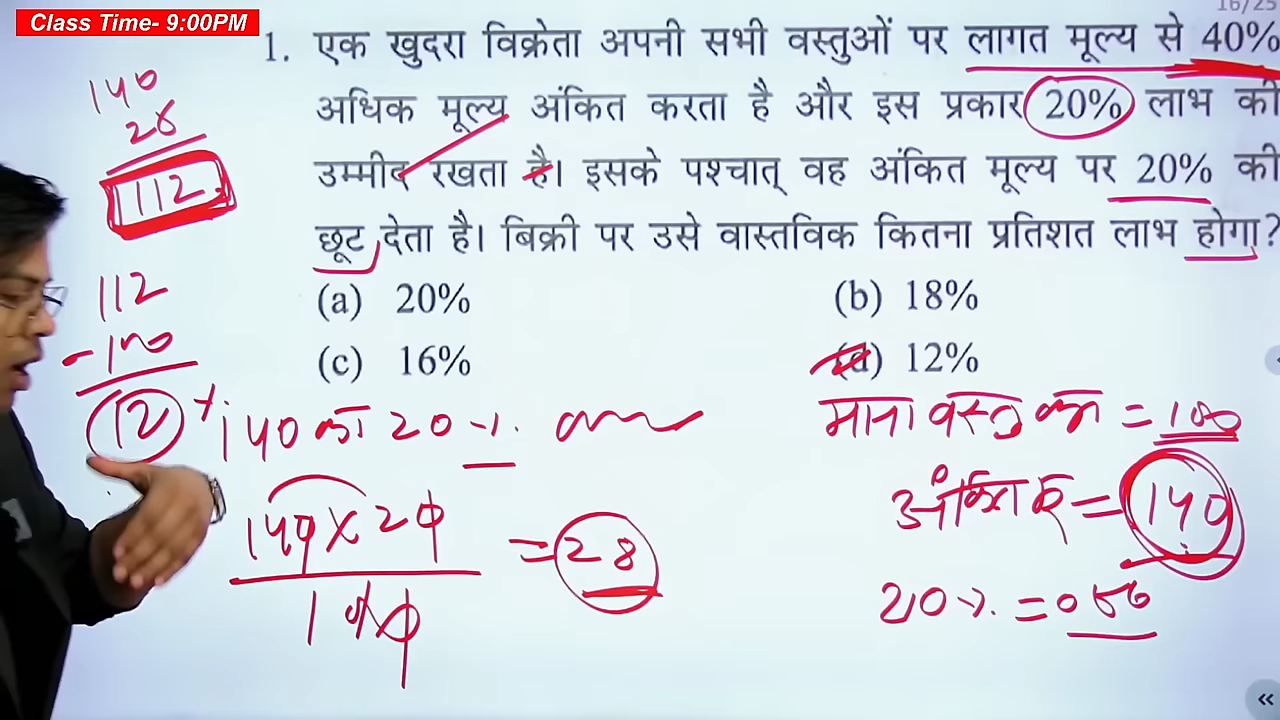 Class Time- 9:00PM
16/25
1. एक खुदरा विक्रेता अपनी सभी वस्तुओं पर लागत मूल्य से 40%
अधिक मूल्य अंकित करता है और इस प्रकार 20% लाभ की
उम्मीद रखता है। इसके पश्चात् वह अंकित मूल्य पर 20% की
छूट देता है। बिक्री पर उसे वास्तविक कितना प्रतिशत लाभ होगा?
(a) 20%
(b) 18%
(c) 16%
(d) 12%
140
28
112
112
- 100
12 +
140 का 20 %
140 x 20
100
= 28
माना वस्तु = 100
= 140
20 % =